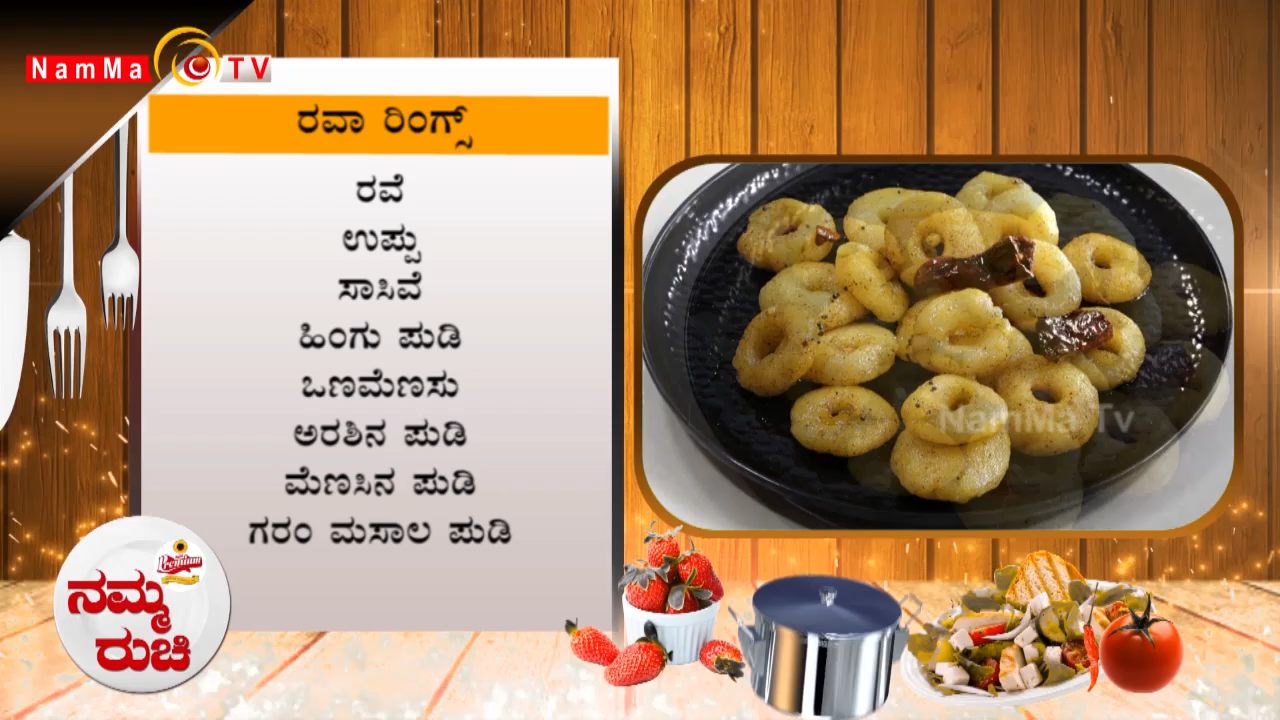 NamMa TV
ರವಾ ರಿಂಗ್ಸ್
ರವೆ
ಉಪ್ಪು
ಸಾಸಿವೆ
ಹಿಂಗು ಪುಡಿ
ಒಣಮೆಣಸು
ಅರಶಿನ ಪುಡಿ
ಮೆಣಸಿನ ಪುಡಿ
ಗರಂ ಮಸಾಲ ಪುಡಿ
NamMa Tv
Premium
ನಮ್ಮ
ರುಚಿ